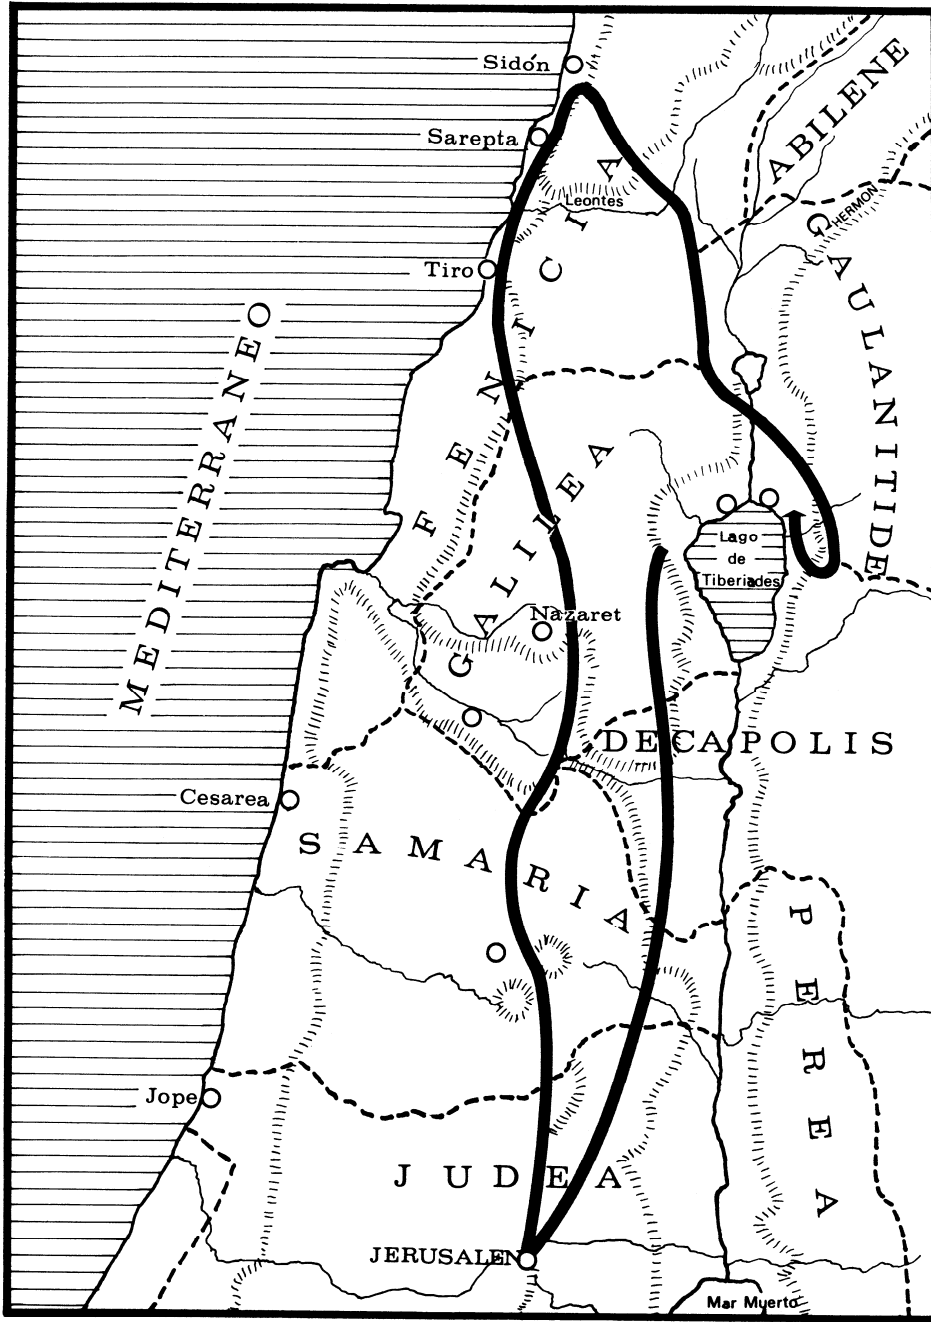 Sidón
ABILENE
Sarepta
Leontes
HERMON
Tiro
FENICIA
GAULANITIDE
MEDITERRANEO
GALILEA
Lago
de
Tiberiades
Nazaret
DECAPOLIS
Cesarea
SAMARIA
PEREA
Jope
JUDEA
JERUSALEN
Mar Muerto